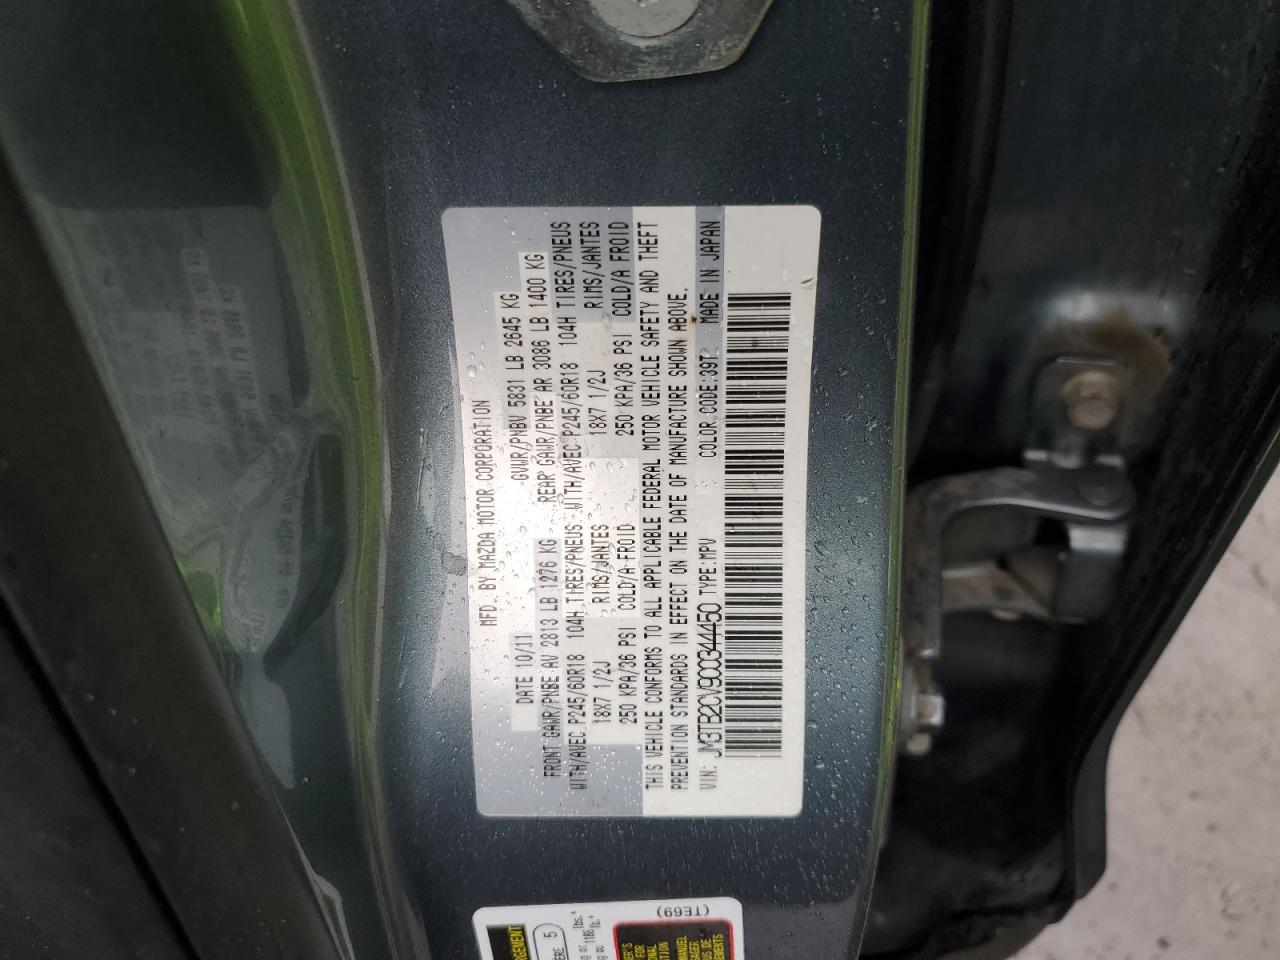 MFD. BY MAZDA MOTOR CORPORATION
DATE 10/11 GVWR/PNBV 5831 LB 2645 KG
FRONT GAWR/PNBE AV 2813 LB 1276 KG REAR GAWR/PNBE AR 3086 LB 1400 KG
WITH/AVEC P245/60R18 104H TIRES/PNEUS WITH/AVEC P245/60R18 104H TIRES/PNEUS
18X7 1/2J RIMS/JANTES 18X7 1/2J RIMS/JANTES
250 KPA/36 PSI COLD/A FROID 250 KPA/36 PSI COLD/A FROID
THIS VEHICLE CONFORMS TO ALL APPLICABLE FEDERAL MOTOR VEHICLE SAFETY AND THEFT
PREVENTION STANDARDS IN EFFECT ON THE DATE OF MANUFACTURE SHOWN ABOVE.
VIN: JM3TB2CV9C0344450 TYPE:MPV COLOR CODE:39T MADE IN JAPAN
5
(TE69)